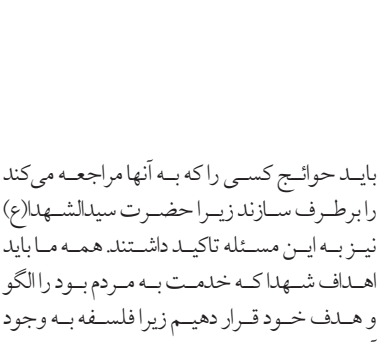 باید حوائج کسی را که به آنها مراجعه می‌کند
را برطرف سازند زیرا حضرت سیدالشهدا(ع)
نیز به این مسئله تاکید داشتند. همه ما باید
اهداف شهدا که خدمت به مردم بود را الگو
و هدف خود قرار دهیم زیرا فلسفه به وجود